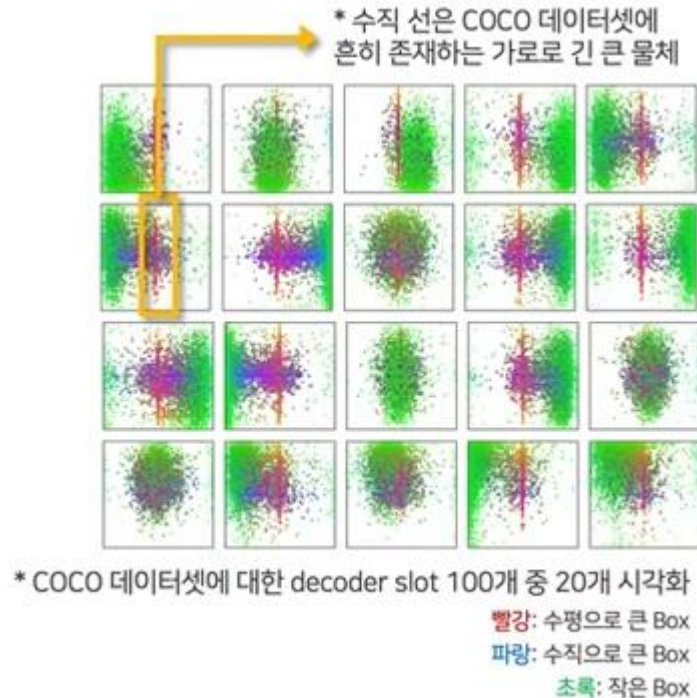 * 수직 선은 COCO 데이터셋에
흔히 존재하는 가로로 긴 큰 물체
* COCO 데이터셋에 대한 decoder slot 100개 중 20개 시각화
빨강: 수평으로 큰 Box
파랑: 수직으로 큰 Box
초록: 작은 Box